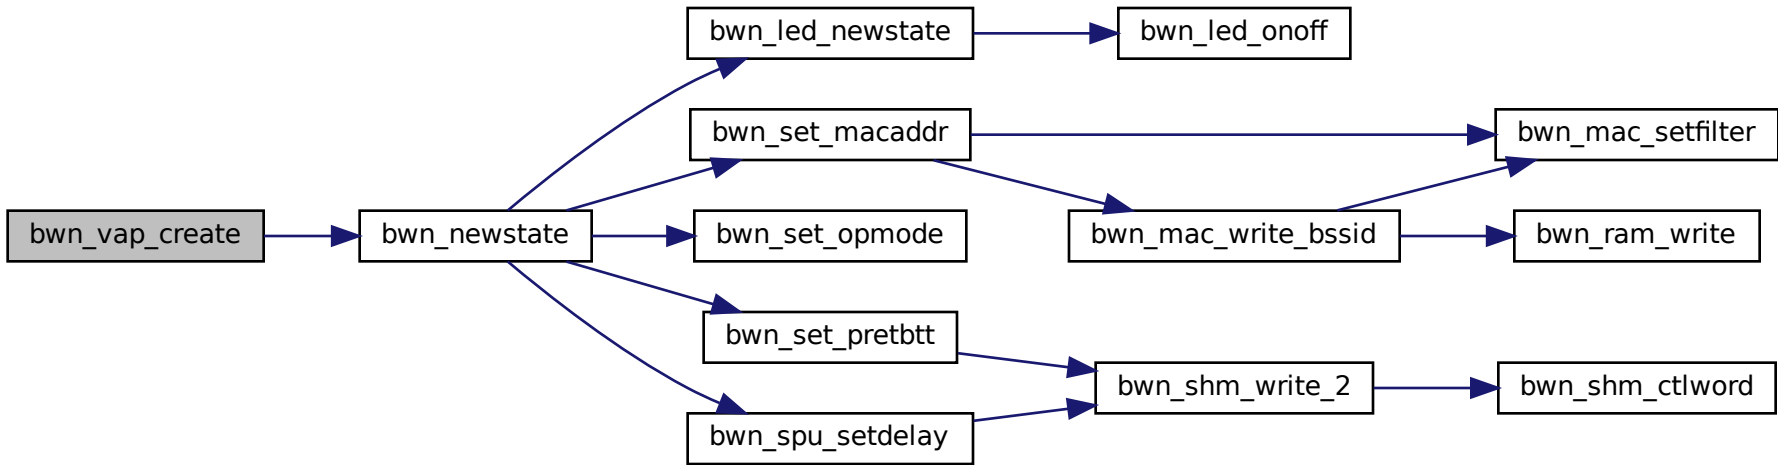 bwn_led_newstate
bwn_led_onoff
bwn_set_macaddr
bwn_mac_setfilter
bwn_vap_create
bwn_newstate
bwn_set_opmode
bwn_mac_write_bssid
bwn_ram_write
bwn_set_pretbtt
bwn_shm_write_2
bwn_shm_ctlword
bwn_spu_setdelay